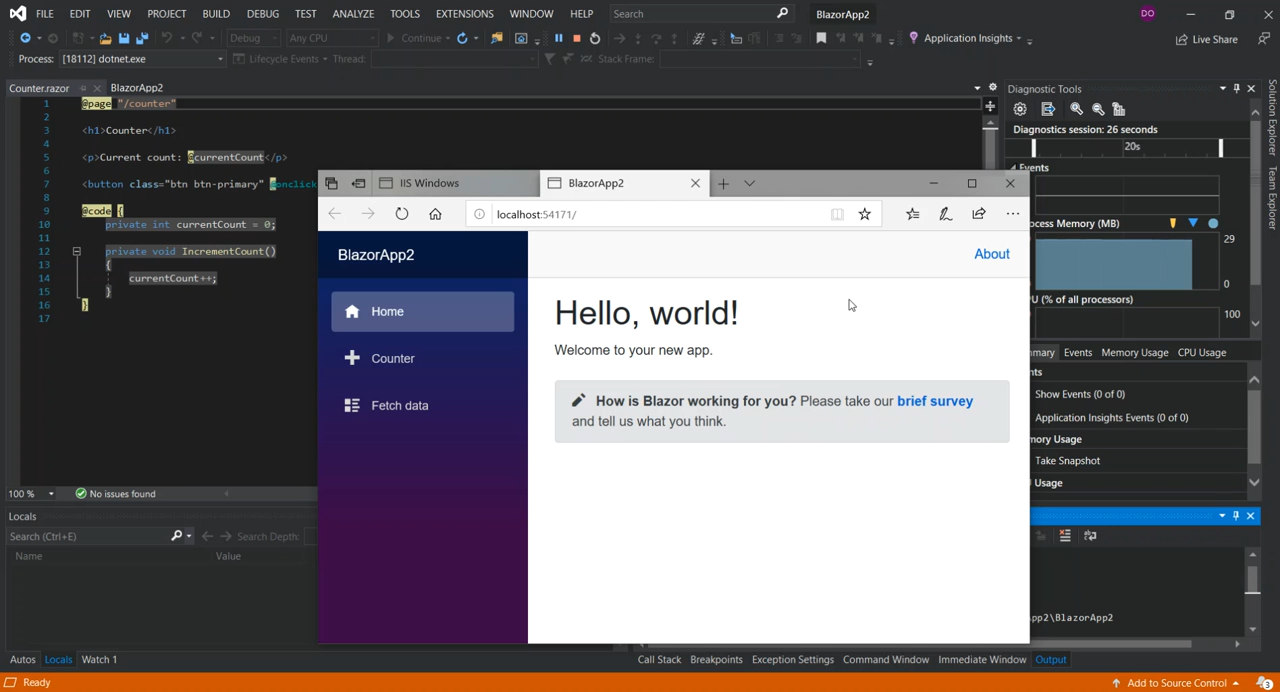 FILE EDIT VIEW PROJECT BUILD DEBUG TEST ANALYZE TOOLS EXTENSIONS WINDOW HELP Search BlazorApp2 DO
Debug Any CPU Continue Application Insights Live Share
Process: [18112] dotnet.exe Lifecycle Events Thread: Stack Frame:
Counter.razor BlazorApp2
1 @page "/counter"
2
3 <h1>Counter</h1>
4
5 <p>Current count: @currentCount</p>
6
7 <button class="btn btn-primary" @onclick
8
9 @code {
10 private int currentCount = 0;
11
12 private void IncrementCount()
13 {
14 currentCount++;
15 }
16 }
17
100 % No issues found
Locals
Search (Ctrl+E) Search Depth:
Name Value
Autos Locals Watch 1
IIS Windows BlazorApp2
localhost:54171/
BlazorApp2
About
Home
Counter
Fetch data
Hello, world!
Welcome to your new app.
How is Blazor working for you? Please take our brief survey
and tell us what you think.
Diagnostic Tools
Diagnostics session: 26 seconds
20s
Events
ocess Memory (MB)
29
0
U (% of all processors)
100
mary Events Memory Usage CPU Usage
nts
Show Events (0 of 0)
Application Insights Events (0 of 0)
mory Usage
Take Snapshot
Usage
Solution Explorer
Team Explorer
pp2\BlazorApp2
Call Stack Breakpoints Exception Settings Command Window Immediate Window Output
Ready
Add to Source Control 3